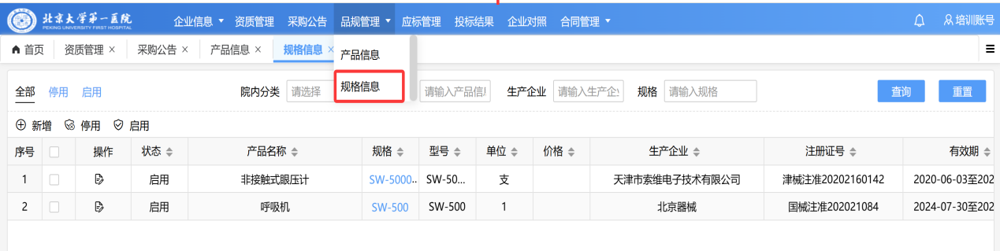 北京大学第一医院
PEKING UNIVERSITY FIRST HOSPITAL
企业信息 资质管理 采购公告 品规管理 应标管理 投标结果 企业对照 合同管理 培训账号
首页 资质管理 × 采购公告 × 产品信息 × 规格信息 ×
产品信息
规格信息
全部 停用 启用 院内分类 请选择 请输入产品信 生产企业 请输入生产企 规格 请输入规格 查询 重置
新增 停用 启用
序号 操作 状态 产品名称 规格 型号 单位 价格 生产企业 注册证号 有效期
1 启用 非接触式眼压计 SW-5000.. SW-50... 支 天津市索维电子技术有限公司 津械注准20202160142 2020-06-03至202
2 启用 呼吸机 SW-500 SW-500 1 北京器械 国械注准202021084 2024-07-30至202